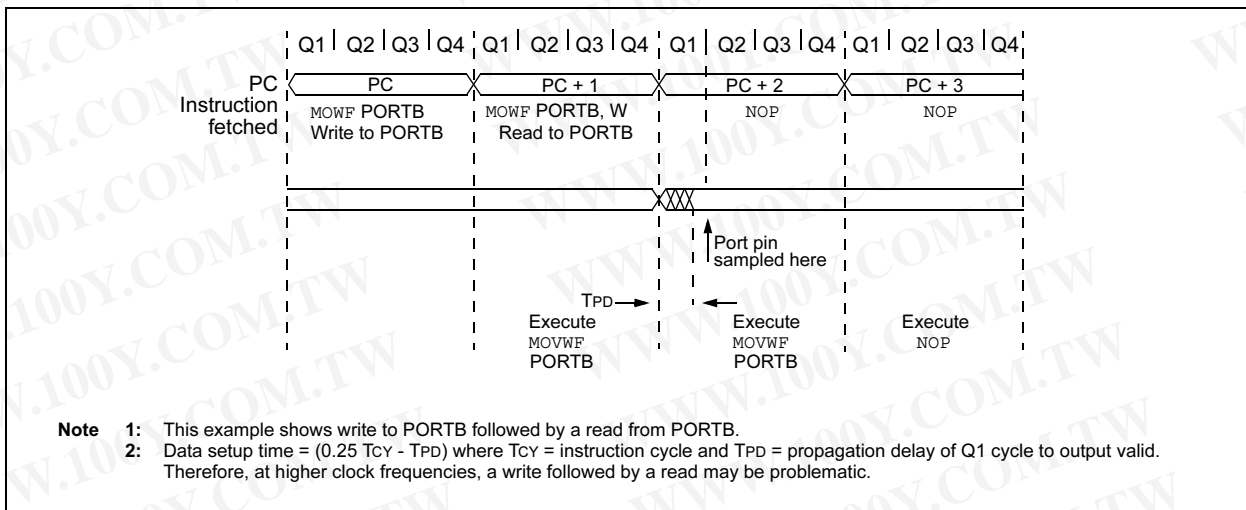 Q1 Q2 Q3 Q4 Q1 Q2 Q3 Q4 Q1 Q2 Q3 Q4 Q1 Q2 Q3 Q4
PC PC PC + 1 PC + 2 PC + 3
Instruction
fetched
MOWF PORTB
Write to PORTB
MOWF PORTB, W
Read to PORTB
NOP
NOP
Port pin
sampled here
TPD
Execute
MOVWF
PORTB
Execute
MOVWF
PORTB
Execute
NOP
Note 1: This example shows write to PORTB followed by a read from PORTB.
2: Data setup time = (0.25 TCY - TPD) where TCY = instruction cycle and TPD = propagation delay of Q1 cycle to output valid.
Therefore, at higher clock frequencies, a write followed by a read may be problematic.
WWW.100Y.COM.TW